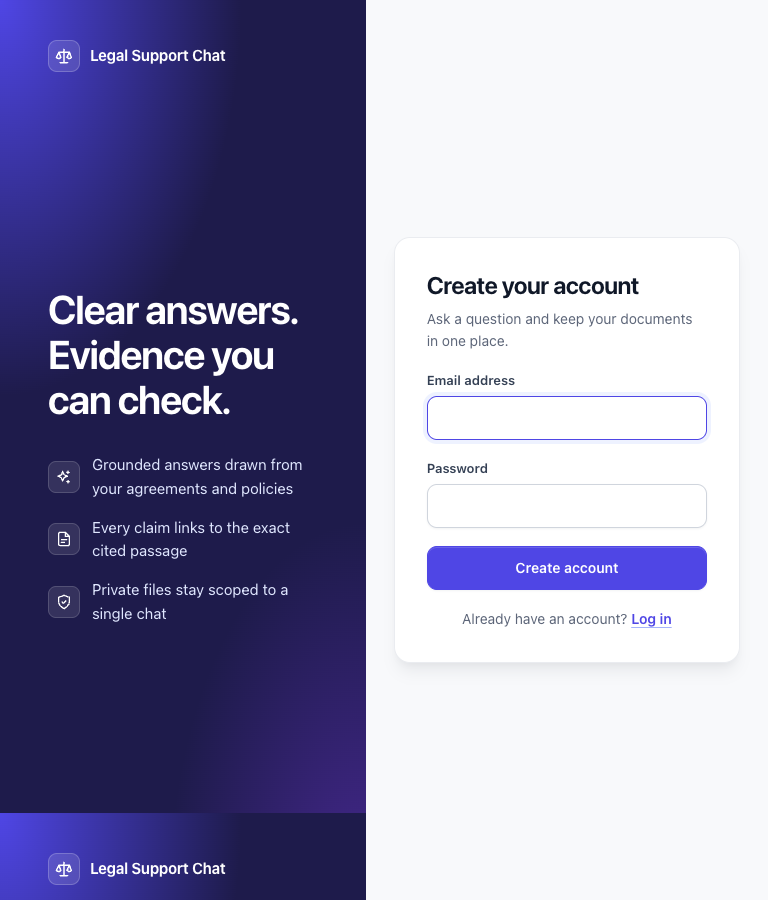 Legal Support Chat
Clear answers.
Evidence you
can check.
Grounded answers drawn from
your agreements and policies
Every claim links to the exact
cited passage
Private files stay scoped to a
single chat
Legal Support Chat
Create your account
Ask a question and keep your documents
in one place.
Email address
Password
Create account
Already have an account? Log in